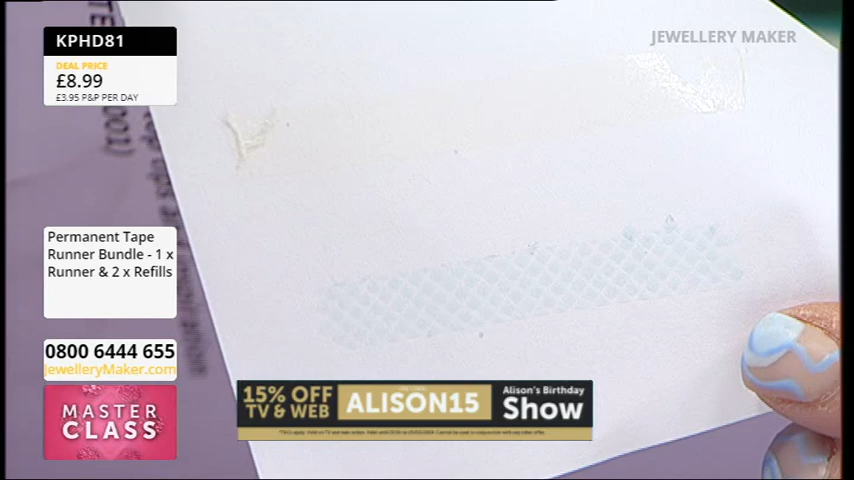 KPHD81
DEAL PRICE
£8.99
£3.95 P&P PER DAY
JEWELLERY MAKER
001)
Permanent Tape
Runner Bundle - 1 x
Runner & 2 x Refills
0800 6444 655
JewelleryMaker.com
MASTER
CLASS
15% OFF
TV & WEB
ALISON15
Alison's Birthday
Show